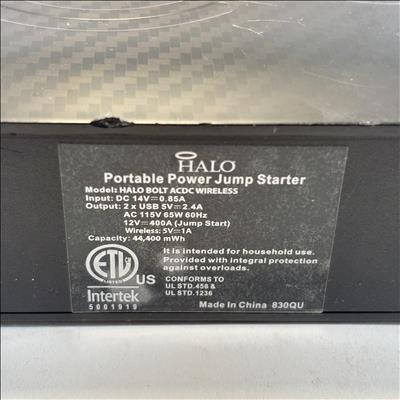 HALO
Portable Power Jump Starter
Model: HALO BOLT ACDC WIRELESS
Input: DC 14V⎓0.85A
Output: 2 x USB 5V⎓2.4A
AC 115V 65W 60Hz
12V⎓400A (Jump Start)
Wireless: 5V⎓1A
Capacity: 44,400 mWh
It is intended for household use.
Provided with integral protection
against overloads.
ETL
LISTED
US
Intertek
5001919
CONFORMS TO
UL STD.458 &
UL STD.1236
Made In China 830QU